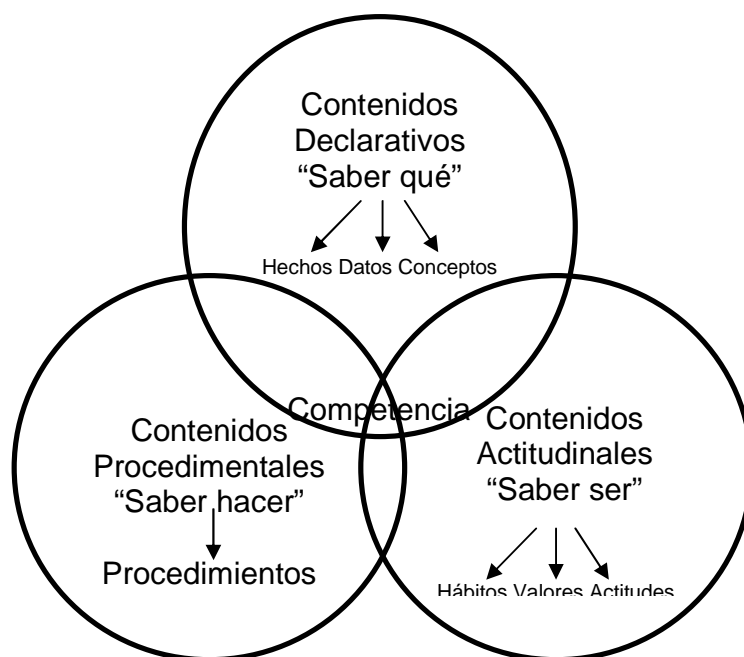 Contenidos
Declarativos
“Saber qué”
Hechos Datos Conceptos
Competencia
Contenidos
Procedimentales
“Saber hacer”
Procedimientos
Contenidos
Actitudinales
“Saber ser”
Hábitos Valores Actitudes